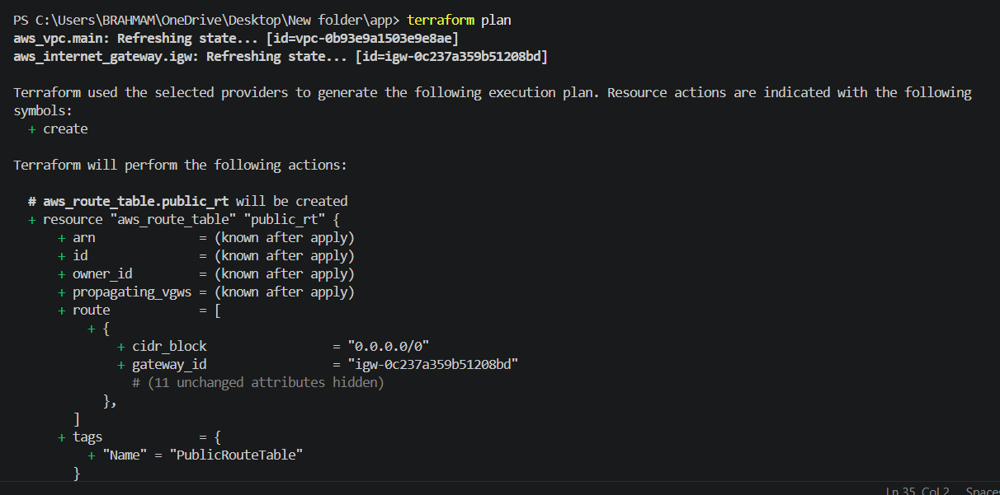 PS C:\Users\BRAHMAM\OneDrive\Desktop\New folder\app> terraform plan
aws_vpc.main: Refreshing state... [id=vpc-0b93e9a1503e9e8ae]
aws_internet_gateway.igw: Refreshing state... [id=igw-0c237a359b51208bd]

Terraform used the selected providers to generate the following execution plan. Resource actions are indicated with the following
symbols:
  + create

Terraform will perform the following actions:

  # aws_route_table.public_rt will be created
  + resource "aws_route_table" "public_rt" {
      + arn              = (known after apply)
      + id               = (known after apply)
      + owner_id         = (known after apply)
      + propagating_vgws = (known after apply)
      + route            = [
          + {
              + cidr_block                 = "0.0.0.0/0"
              + gateway_id                 = "igw-0c237a359b51208bd"
                # (11 unchanged attributes hidden)
            },
        ]
      + tags             = {
          + "Name" = "PublicRouteTable"
        }
Ln 35, Col 2 Spaces